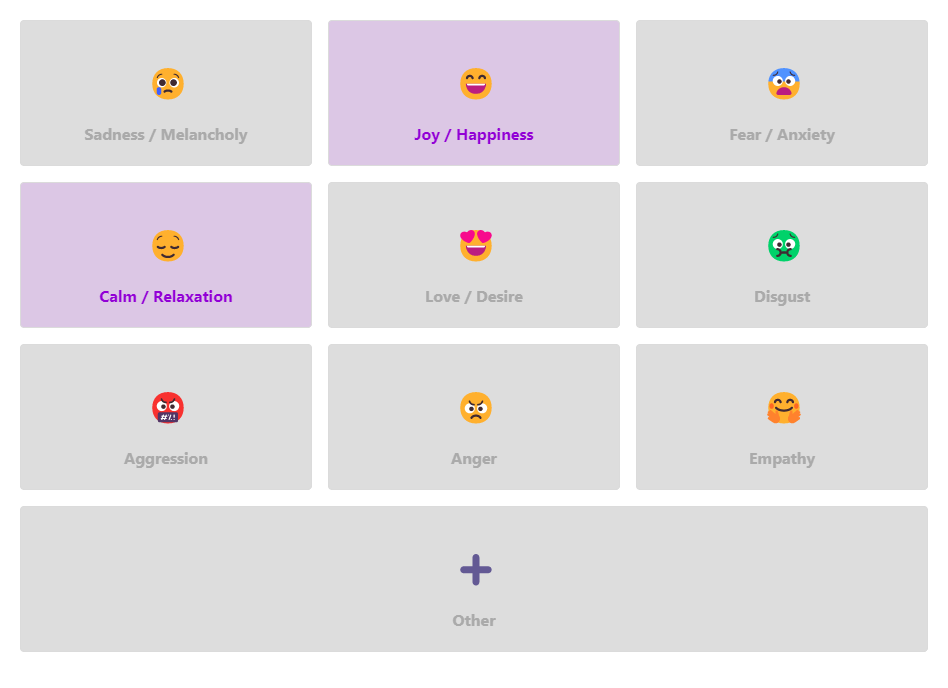 Sadness / Melancholy
Joy / Happiness
Fear / Anxiety
Calm / Relaxation
Love / Desire
Disgust
#?!
Aggression
Anger
Empathy
Other